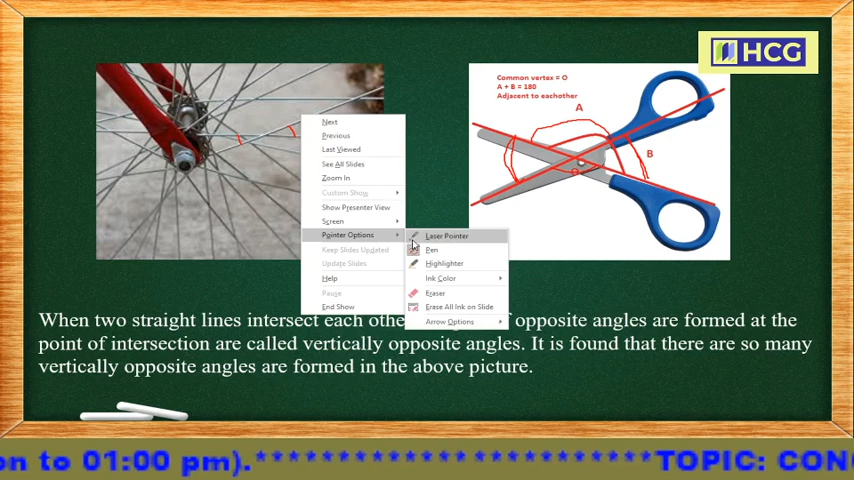 HCG
Common vertex = O
A + B = 180
Adjacent to eachother
A
B
O
Next
Previous
Last Viewed
See All Slides
Zoom In
Custom Show
Show Presenter View
Screen
Pointer Options
Keep Slides Updated
Update Slides
Help
Pause
End Show
Laser Pointer
Pen
Highlighter
Ink Color
Eraser
Erase All Ink on Slide
Arrow Options
When two straight lines intersect each othe of opposite angles are formed at the
point of intersection are called vertically opposite angles. It is found that there are so many
vertically opposite angles are formed in the above picture.
on to 01:00 pm).**************************TOPIC: CON